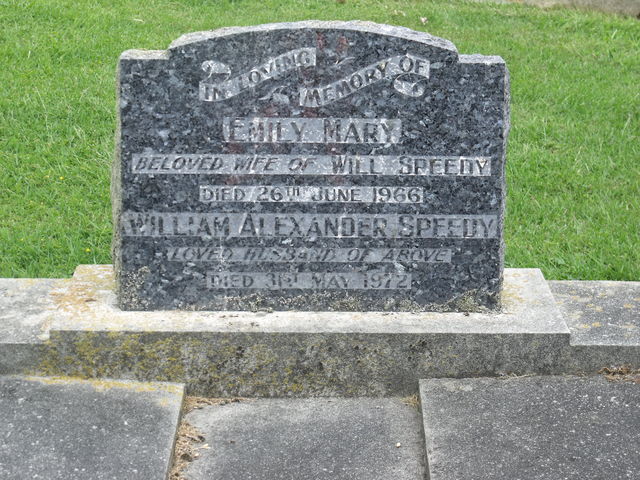 IN LOVING
MEMORY OF
EMILY MARY
BELOVED WIFE OF WILL SPEEDY
DIED 26TH JUNE 1966
WILLIAM ALEXANDER SPEEDY
LOVED HUSBAND OF ABOVE
DIED 31ST MAY 1972